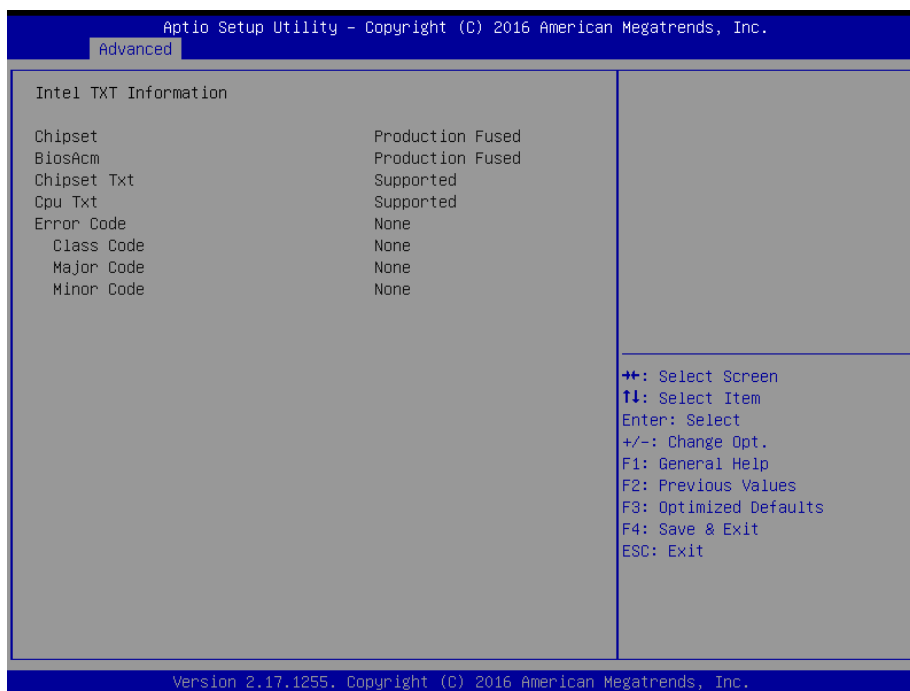 Aptio Setup Utility – Copyright (C) 2016 American Megatrends, Inc.
Advanced
Intel TXT Information
Chipset Production Fused
BiosAcm Production Fused
Chipset Txt Supported
Cpu Txt Supported
Error Code None
Class Code None
Major Code None
Minor Code None
→←: Select Screen
↑↓: Select Item
Enter: Select
+/-: Change Opt.
F1: General Help
F2: Previous Values
F3: Optimized Defaults
F4: Save & Exit
ESC: Exit
Version 2.17.1255. Copyright (C) 2016 American Megatrends, Inc.